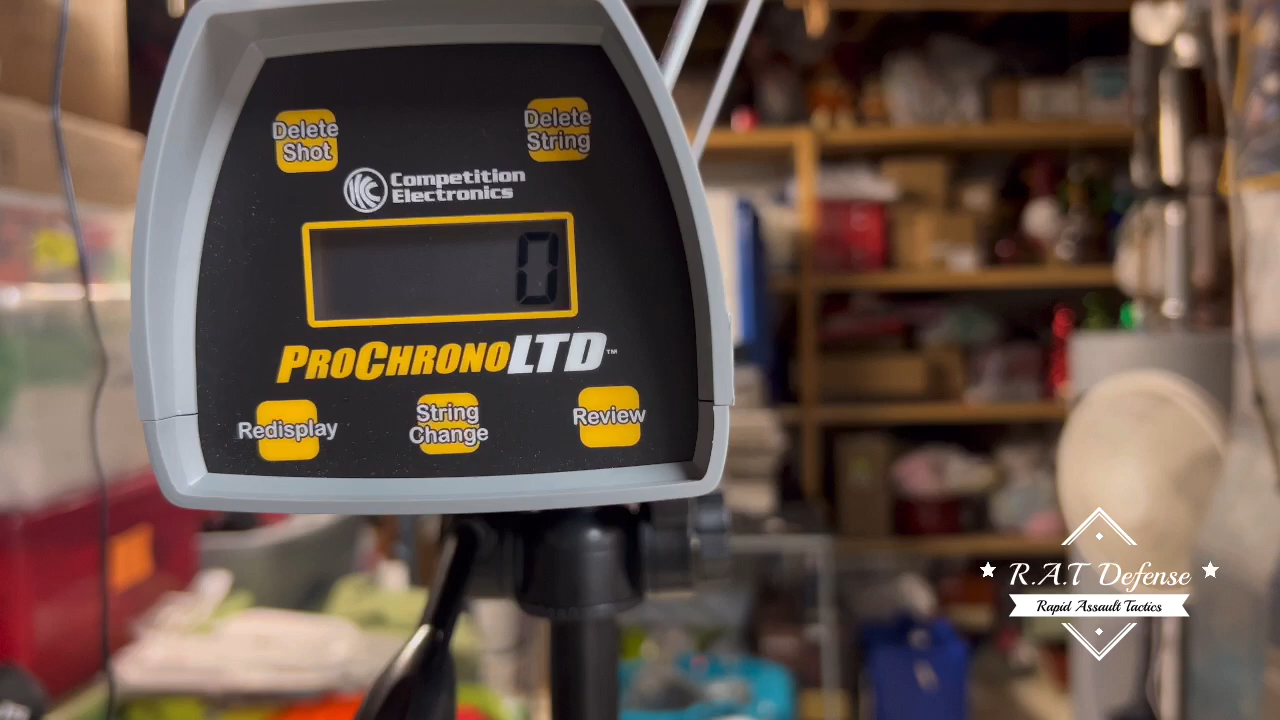 Delete
Shot
Delete
String
Competition
Electronics
0
PROCHRONOLTD™
Redisplay
String
Change
Review
R.A.T Defense
Rapid Assault Tactics